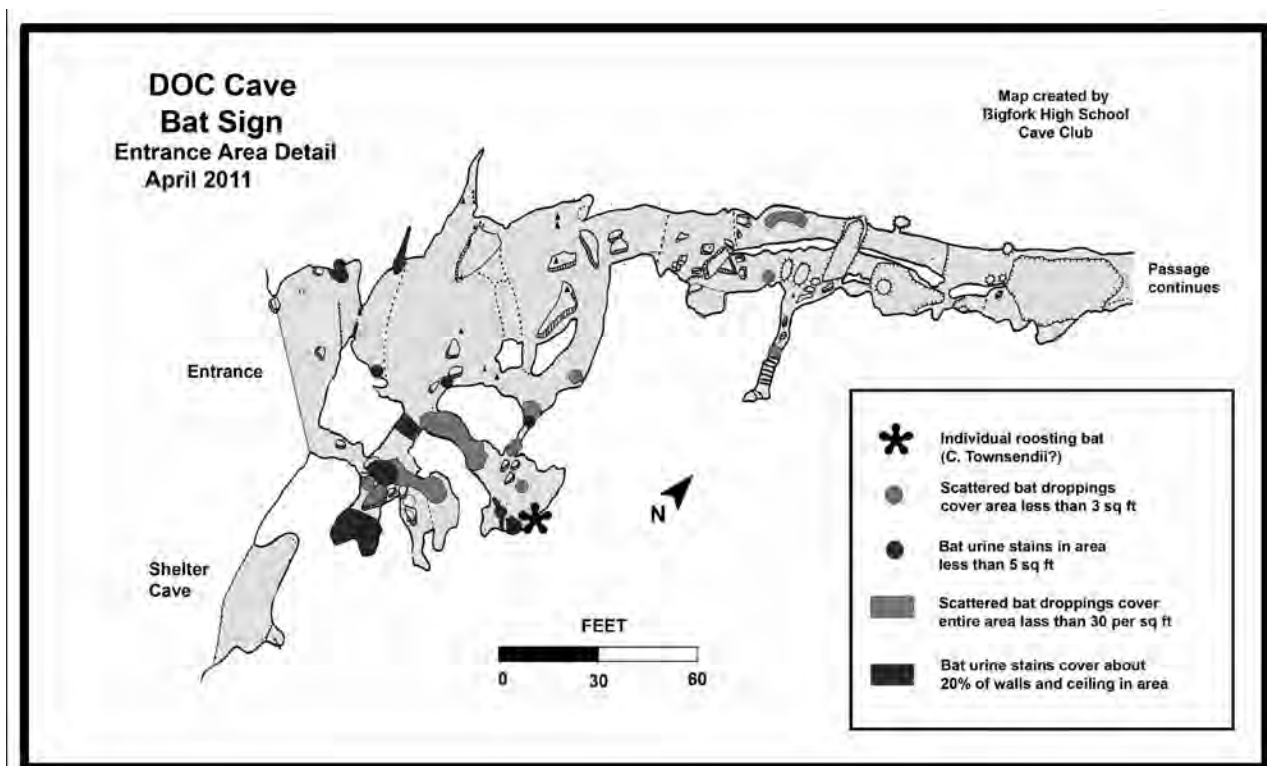 DOC Cave
Bat Sign
Entrance Area Detail
April 2011
Map created by
Bigfork High School
Cave Club
Passage
continues
Entrance
Shelter
Cave
N
FEET
0 30 60
Individual roosting bat
(C. Townsendii?)
Scattered bat droppings
cover area less than 3 sq ft
Bat urine stains in area
less than 5 sq ft
Scattered bat droppings cover
entire area lass than 30 per sq ft
Bat urine stains cover about
20% of walls and ceiling in area